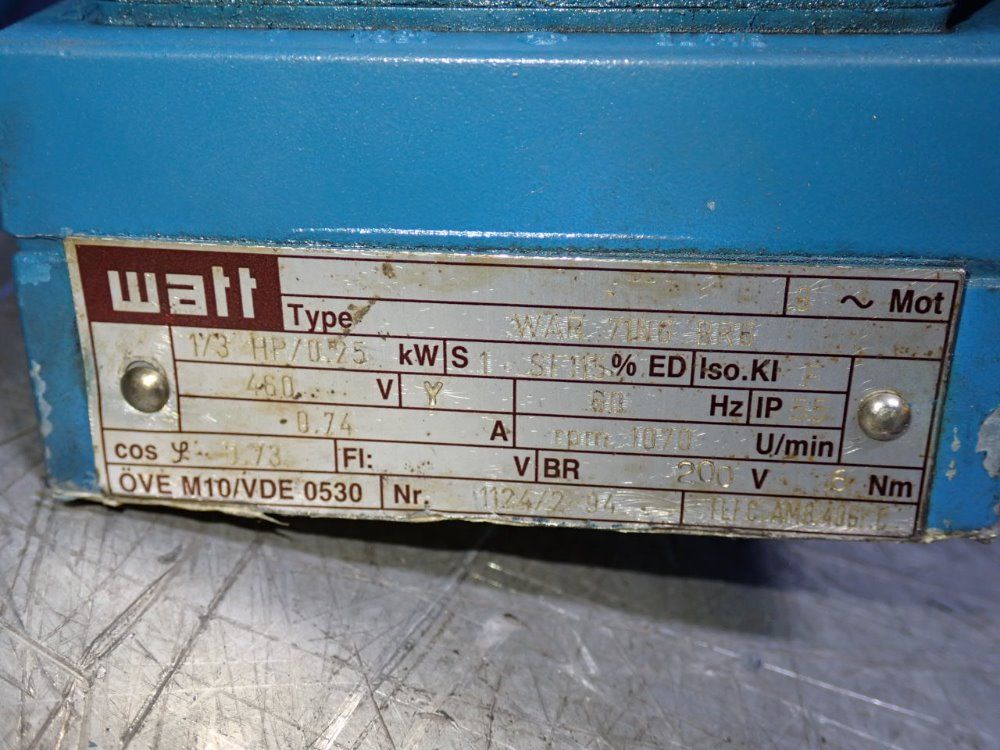 watt 3 ~ Mot
Type WAR 71N6 BR5
1/3 HP/0.25 kW S 1 SF1.15 % ED Iso.Kl F
460 V Y 60 Hz IP 55
0.74 A rpm 1070 U/min
cos φ 0.73 FI: V BR 200 V 5 Nm
ÖVE M10/VDE 0530 Nr. 1124/2 94